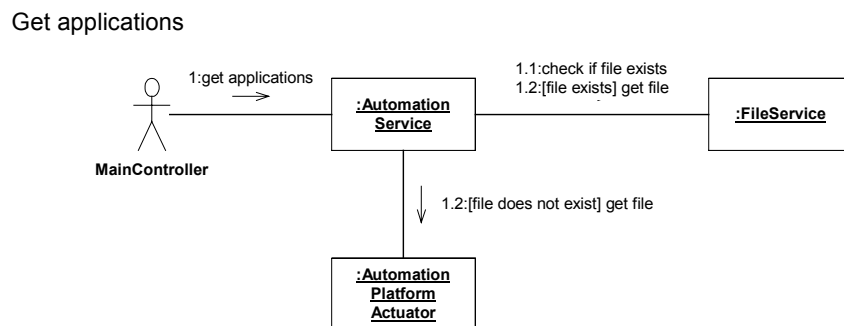 Get applications
1:get applications
1.1:check if file exists
1.2:[file exists] get file
:Automation
Service
:FileService
MainController
1.2:[file does not exist] get file
:Automation
Platform
Actuator